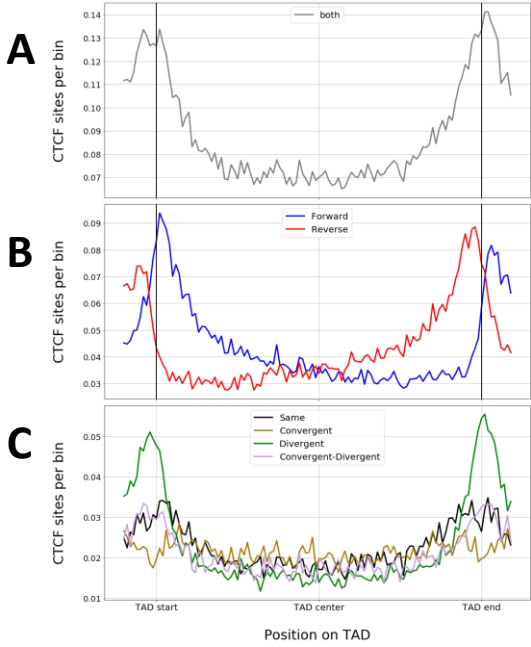 A
CTCF sites per bin
0.14
0.13
0.12
0.11
0.10
0.09
0.08
0.07
both
B
CTCF sites per bin
0.09
0.08
0.07
0.06
0.05
0.04
0.03
Forward
Reverse
C
CTCF sites per bin
0.05
0.04
0.03
0.02
0.01
Same
Convergent
Divergent
Convergent-Divergent
TAD start
TAD center
TAD end
Position on TAD